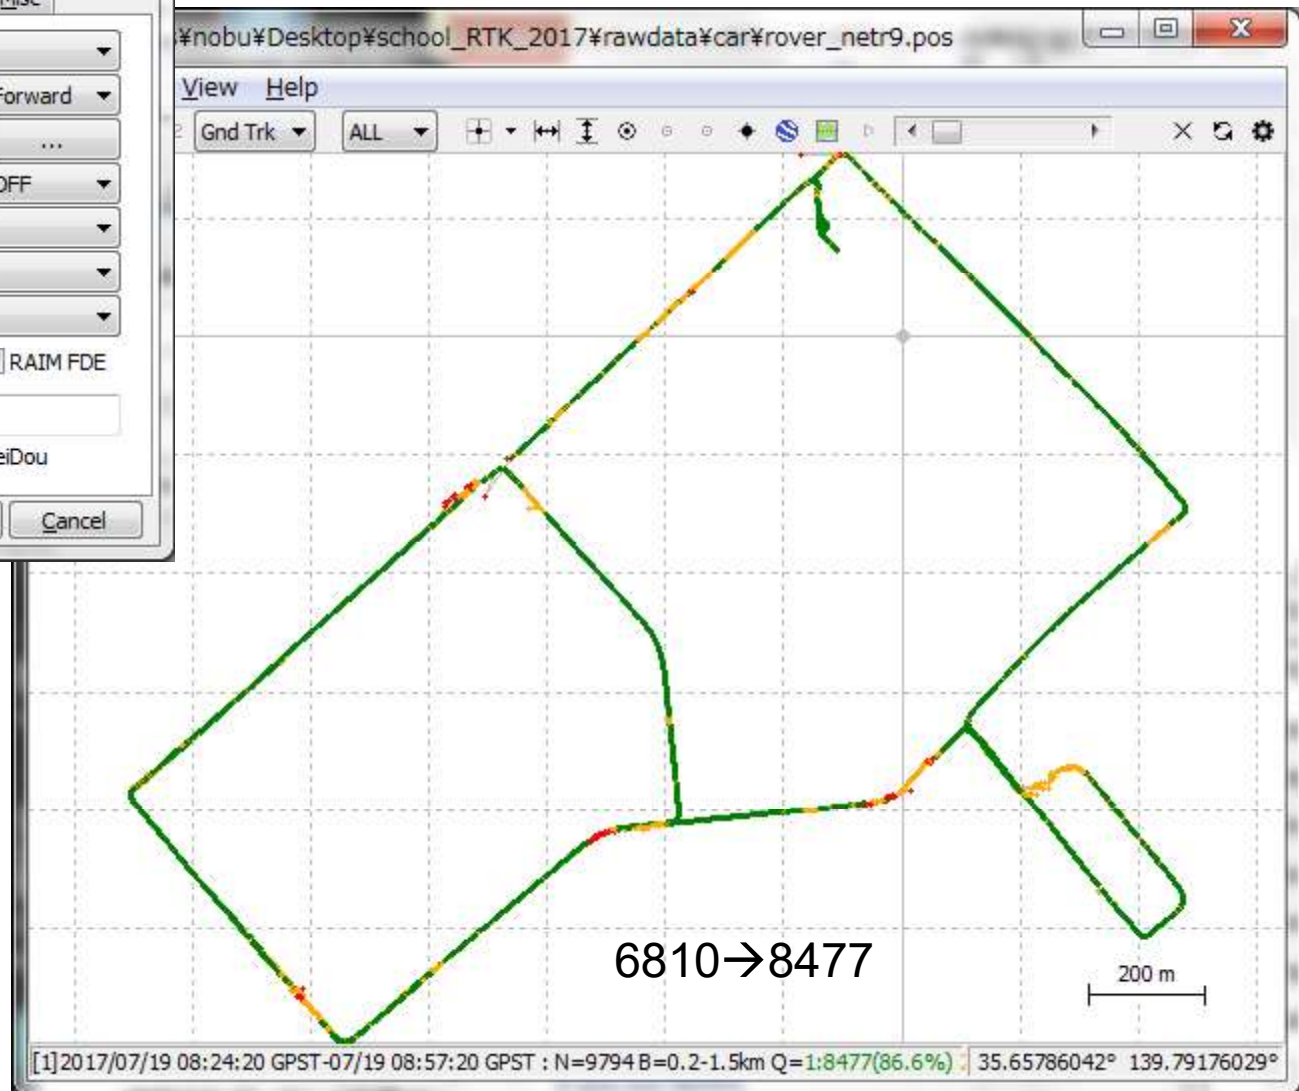 ¥nobu¥Desktop¥school_RTK_2017¥rawdata¥car¥rover_netr9.pos
View Help
Gnd Trk ALL
Forward
...
OFF
RAIM FDE
eiDou
Cancel
6810→8477
200 m
[1]2017/07/19 08:24:20 GPST-07/19 08:57:20 GPST : N=9794 B=0.2-1.5km Q=1:8477(86.6%) 35.65786042° 139.79176029°